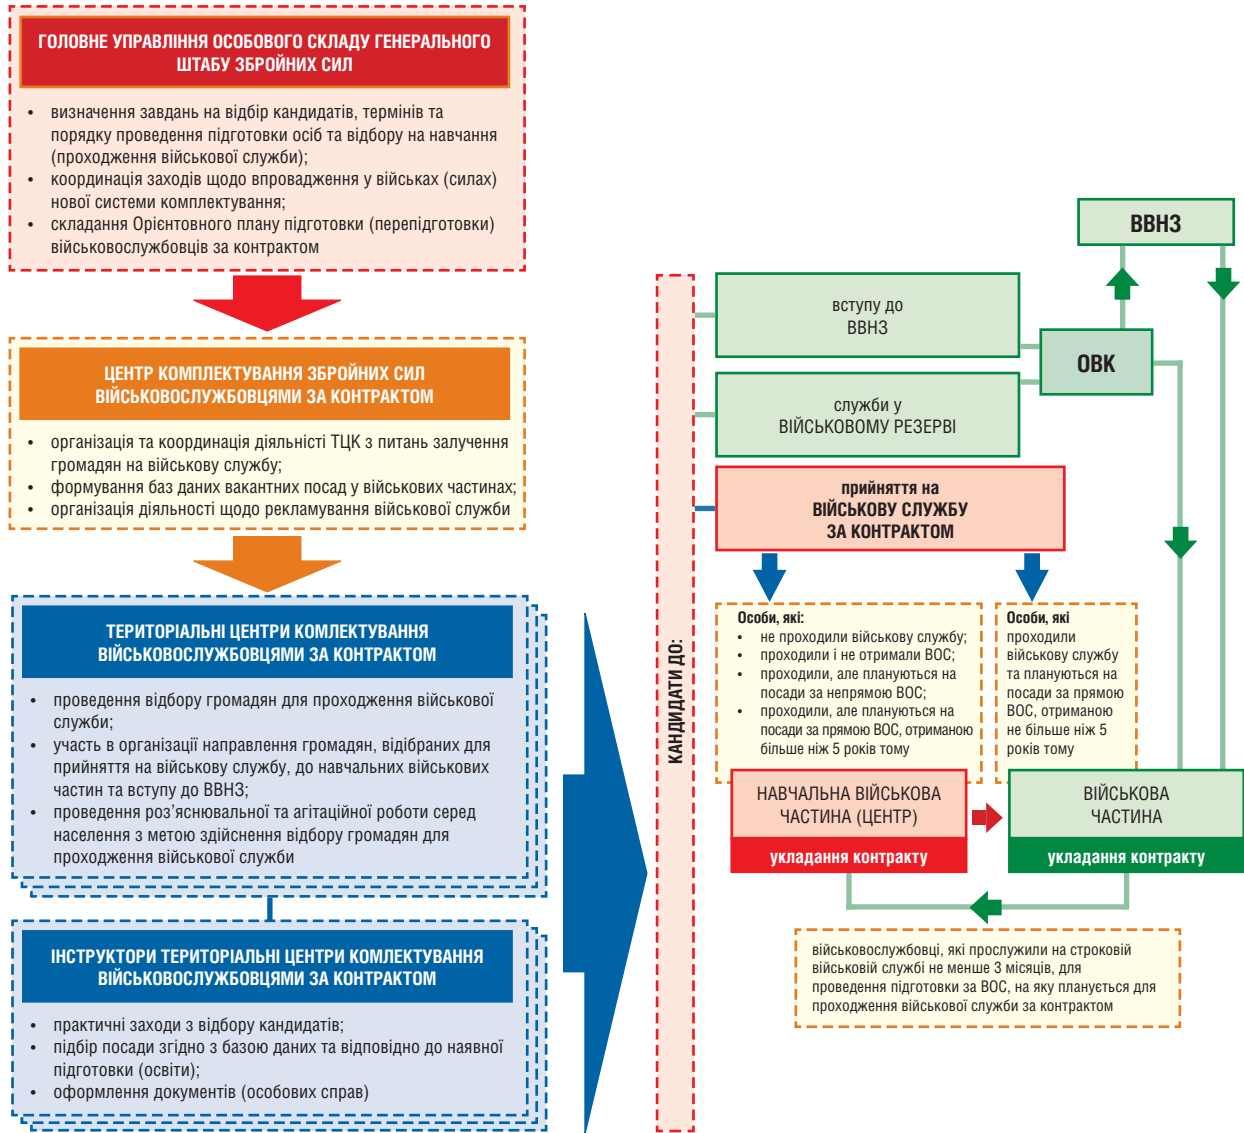 ГОЛОВНЕ УПРАВЛІННЯ ОСОБОВОГО СКЛАДУ ГЕНЕРАЛЬНОГО
ШТАБУ ЗБРОЙНИХ СИЛ
• визначення завдань на відбір кандидатів, термінів та
порядку проведення підготовки осіб та відбору на навчання
(проходження військової служби);
• координація заходів щодо впровадження у військах (силах)
нової системи комплектування;
• складання Орієнтовного плану підготовки (перепідготовки)
військовослужбовців за контрактом
ЦЕНТР КОМПЛЕКТУВАННЯ ЗБРОЙНИХ СИЛ
ВІЙСЬКОВОСЛУЖБОВЦЯМИ ЗА КОНТРАКТОМ
• організація та координація діяльності ТЦК з питань залучення
громадян на військову службу;
• формування баз даних вакантних посад у військових частинах;
• організація діяльності щодо рекламування військової служби
ТЕРИТОРІАЛЬНІ ЦЕНТРИ КОМЛЕКТУВАННЯ
ВІЙСЬКОВОСЛУЖБОВЦЯМИ ЗА КОНТРАКТОМ
• проведення відбору громадян для проходження військової
служби;
• участь в організації направлення громадян, відібраних для
прийняття на військову службу, до навчальних військових
частин та вступу до ВВНЗ;
• проведення роз'яснювальної та агітаційної роботи серед
населення з метою здійснення відбору громадян для
проходження військової служби
ІНСТРУКТОРИ ТЕРИТОРІАЛЬНІ ЦЕНТРИ КОМЛЕКТУВАННЯ
ВІЙСЬКОВОСЛУЖБОВЦЯМИ ЗА КОНТРАКТОМ
• практичні заходи з відбору кандидатів;
• підбір посади згідно з базою даних та відповідно до наявної
підготовки (освіти);
• оформлення документів (особових справ)
КАНДИДАТИ ДО:
ВВНЗ
вступу до
ВВНЗ
ОВК
служби у
ВІЙСЬКОВОМУ РЕЗЕРВІ
прийняття на
ВІЙСЬКОВУ СЛУЖБУ
ЗА КОНТРАКТОМ
Особи, які:
• не проходили військову службу;
• проходили і не отримали ВОС;
• проходили, але плануються на
посади за непрямою ВОС;
• проходили, але плануються на
посади за прямою ВОС, отриманою
більше ніж 5 років тому
Особи, які
проходили
військову службу
та плануються на
посади за прямою
ВОС, отриманою
не більше ніж 5
років тому
НАВЧАЛЬНА ВІЙСЬКОВА
ЧАСТИНА (ЦЕНТР)
укладання контракту
ВІЙСЬКОВА
ЧАСТИНА
укладання контракту
військовослужбовці, які прослужили на строковій
військовій службі не менше 3 місяців, для
проведення підготовки за ВОС, на яку планується для
проходження військової служби за контрактом